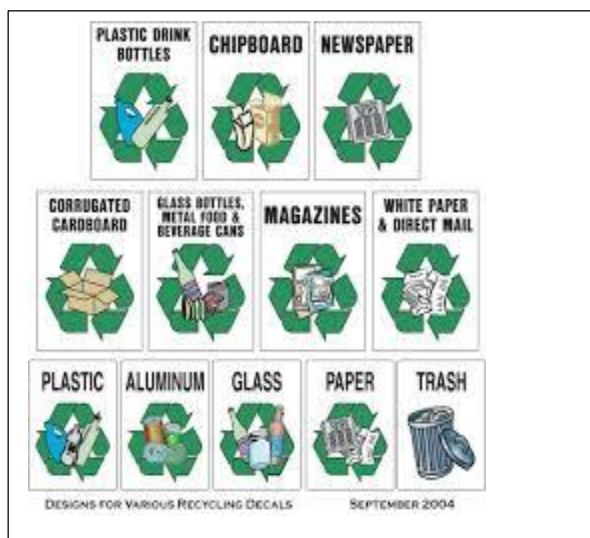 PLASTIC DRINK
BOTTLES
CHIPBOARD
NEWSPAPER
CORRUGATED
CARDBOARD
GLASS BOTTLES,
METAL FOOD &
BEVERAGE CANS
MAGAZINES
WHITE PAPER
& DIRECT MAIL
PLASTIC
ALUMINUM
GLASS
PAPER
TRASH
DESIGNS FOR VARIOUS RECYCLING DECALS
SEPTEMBER 2004